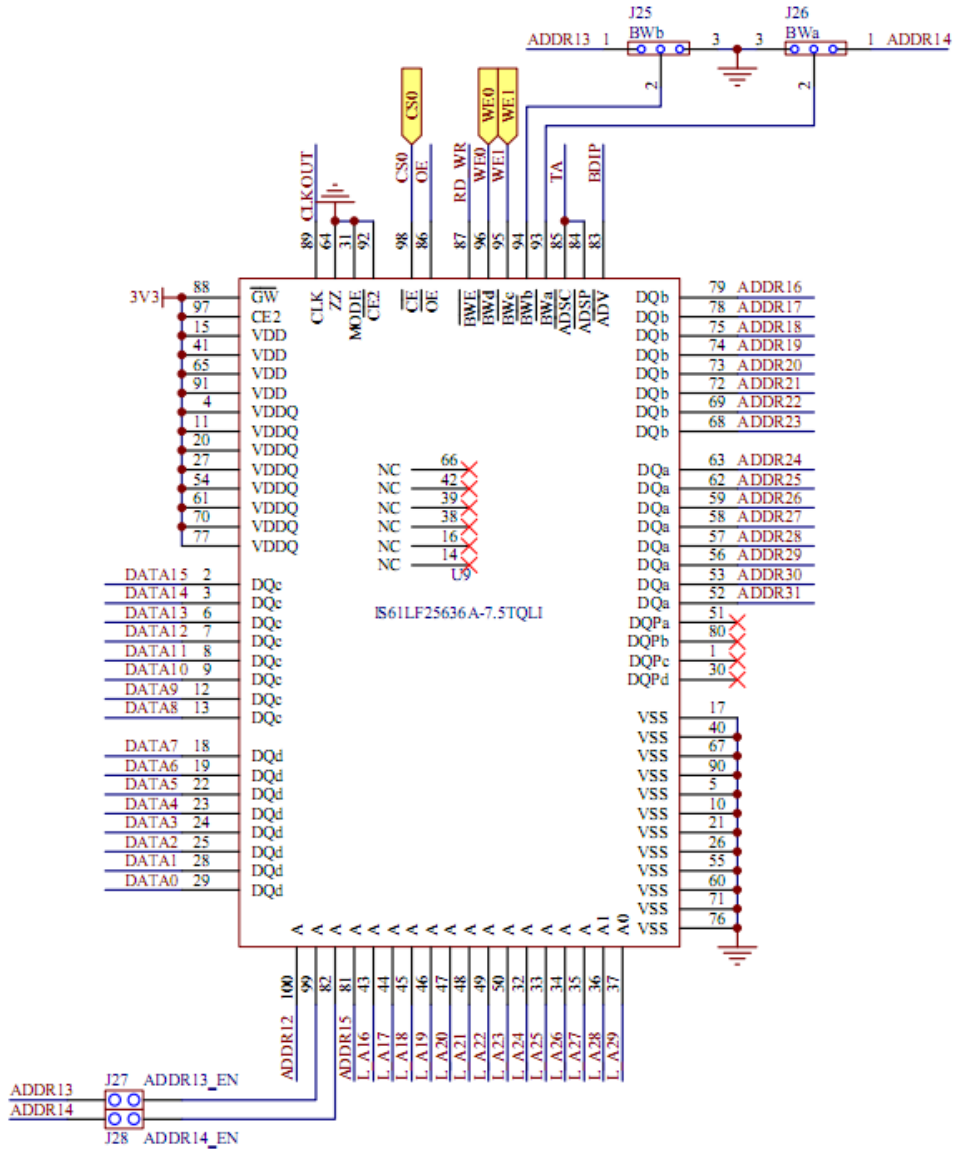 J25 J26
ADDR13 1 BWb 3 3 BWa 1 ADDR14
2 2
CS0 WE0 WE1
CLKOUT CS0 OE RD_WR WE0 WE1 TA BDIP
89 64 31 92 98 86 87 96 95 94 93 85 84 83
CLK ZZ MODE CE2 CE OE BWE BWd BWc BWb BWa ADSC ADSP ADV
3V3 88 GW
97 CE2
15 VDD
41 VDD
65 VDD
91 VDD
4 VDDQ
11 VDDQ
20 VDDQ
27 VDDQ
54 VDDQ
61 VDDQ
70 VDDQ
77 VDDQ
DQb 79 ADDR16
DQb 78 ADDR17
DQb 75 ADDR18
DQb 74 ADDR19
DQb 73 ADDR20
DQb 72 ADDR21
DQb 69 ADDR22
DQb 68 ADDR23
NC 66
NC 42
NC 39
NC 38
NC 16
NC 14
U9
IS61LF25636A-7.5TQLI
DQa 63 ADDR24
DQa 62 ADDR25
DQa 59 ADDR26
DQa 58 ADDR27
DQa 57 ADDR28
DQa 56 ADDR29
DQa 53 ADDR30
DQa 52 ADDR31
DQPa 51
DQPb 80
DQPc 1
DQPd 30
DATA15 2 DQc
DATA14 3 DQc
DATA13 6 DQc
DATA12 7 DQc
DATA11 8 DQc
DATA10 9 DQc
DATA9 12 DQc
DATA8 13 DQc
DATA7 18 DQd
DATA6 19 DQd
DATA5 22 DQd
DATA4 23 DQd
DATA3 24 DQd
DATA2 25 DQd
DATA1 28 DQd
DATA0 29 DQd
VSS 17
VSS 40
VSS 67
VSS 90
VSS 5
VSS 10
VSS 21
VSS 26
VSS 55
VSS 60
VSS 71
VSS 76
A A A A A A A A A A A A A A A A A1 A0
100 99 82 81 43 44 45 46 47 48 49 50 32 33 34 35 36 37
ADDR12 ADDR15 L_A16 L_A17 L_A18 L_A19 L_A20 L_A21 L_A22 L_A23 L_A24 L_A25 L_A26 L_A27 L_A28 L_A29
J27 ADDR13_EN
ADDR13
ADDR14
J28 ADDR14_EN